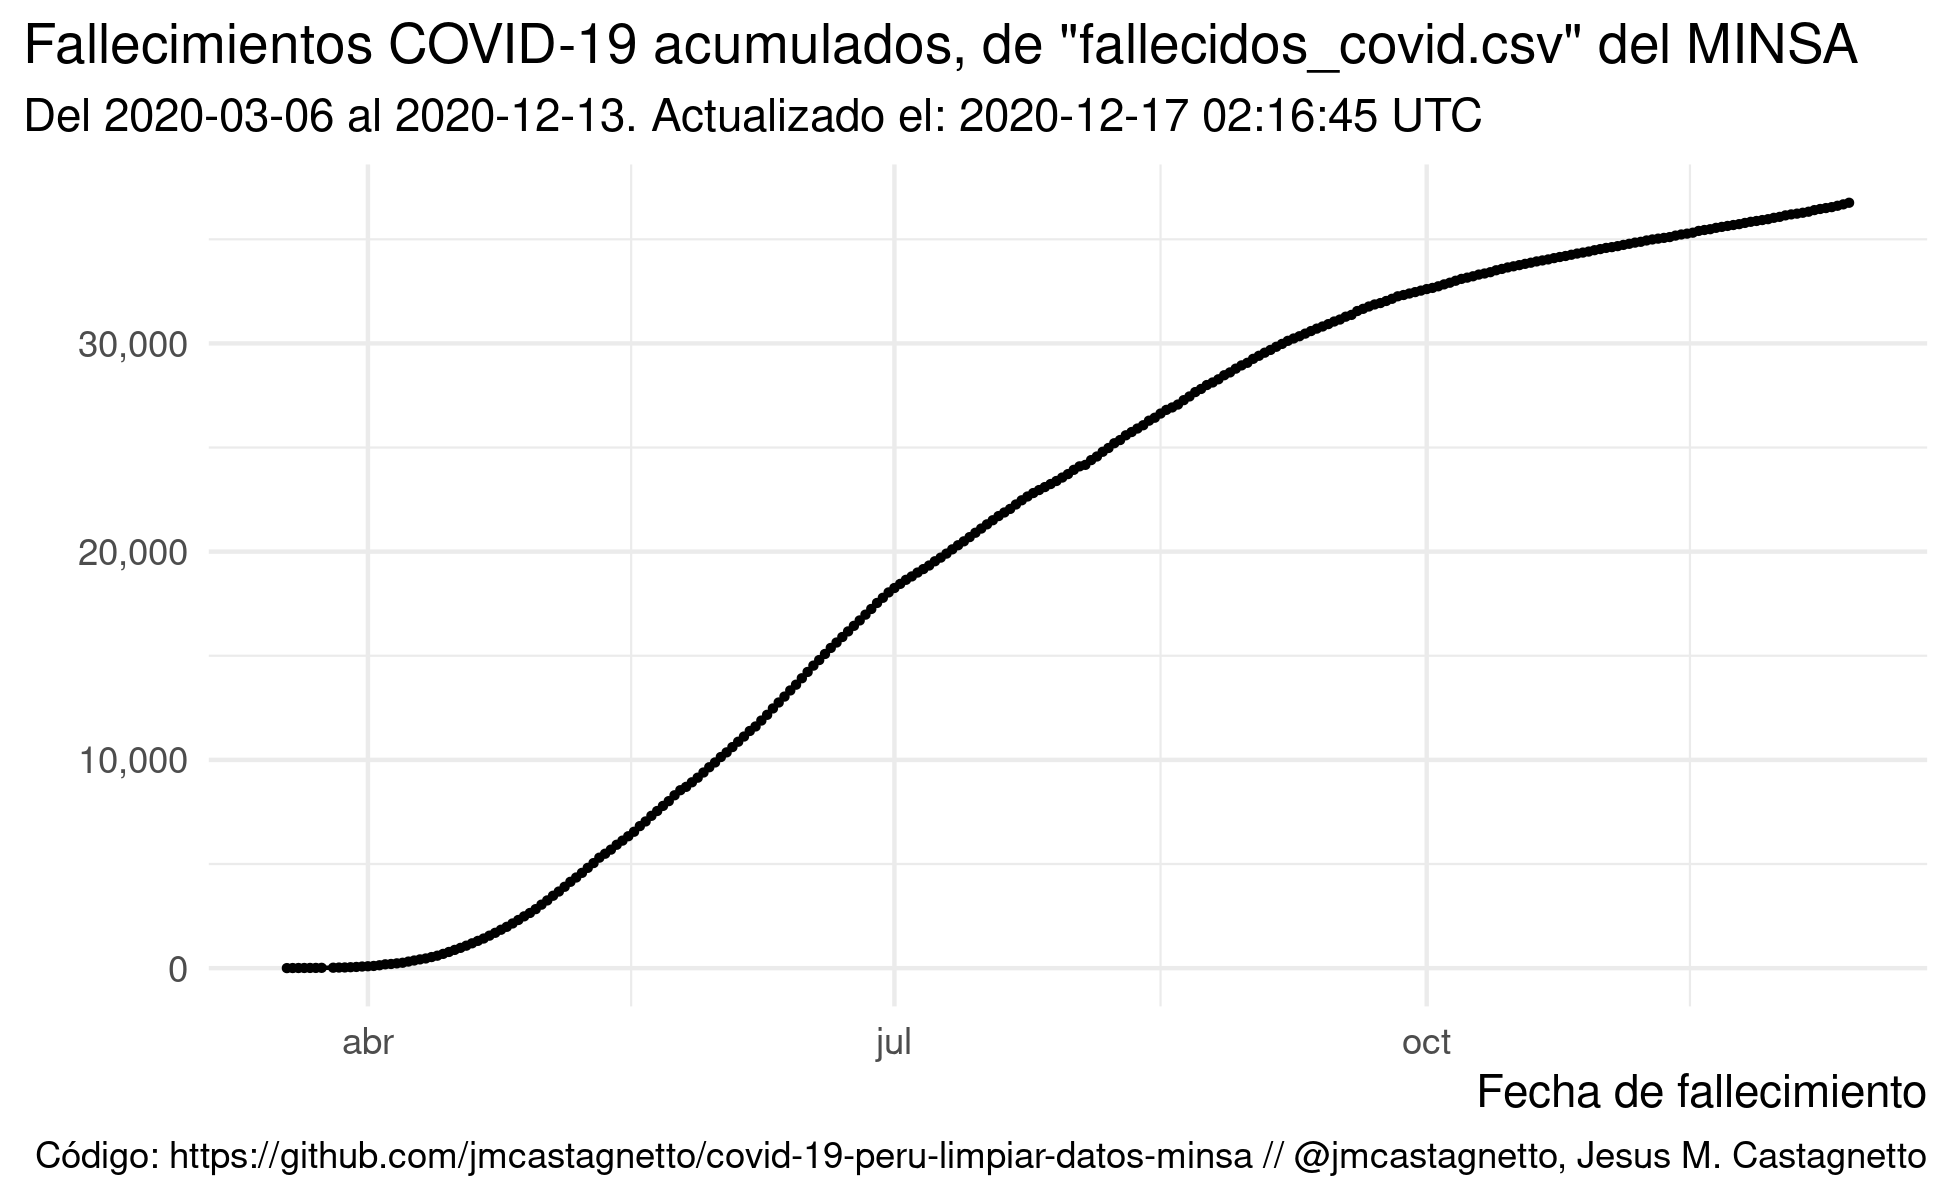 Fallecimientos COVID-19 acumulados, de "fallecidos_covid.csv" del MINSA
Del 2020-03-06 al 2020-12-13. Actualizado el: 2020-12-17 02:16:45 UTC
30,000
20,000
10,000
0
abr jul oct
Fecha de fallecimiento
Código: https://github.com/jmcastagnetto/covid-19-peru-limpiar-datos-minsa // @jmcastagnetto, Jesus M. Castagnetto